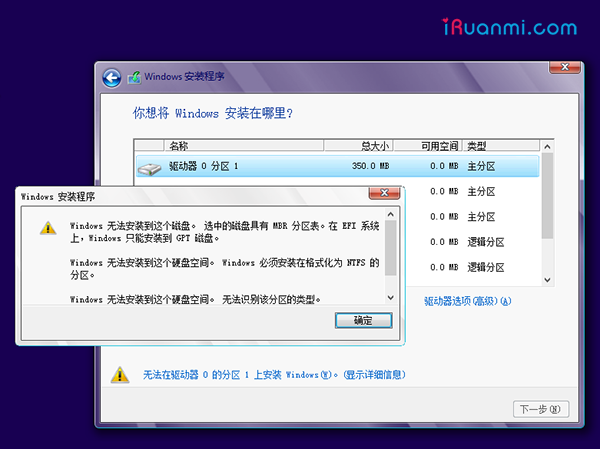 iRuanmi.com
Windows 安装程序
你想将 Windows 安装在哪里?
名称 总大小 可用空间 类型
驱动器 0 分区 1 350.0 MB 0.0 MB 主分区
0.0 MB 主分区
0.0 MB 主分区
0.0 MB 逻辑分区
0.0 MB 逻辑分区
Windows 安装程序
Windows 无法安装到这个磁盘。 选中的磁盘具有 MBR 分区表。在 EFI 系统
上，Windows 只能安装到 GPT 磁盘。
Windows 无法安装到这个硬盘空间。 Windows 必须安装在格式化为 NTFS 的
分区。
Windows 无法安装到这个硬盘空间。 无法识别该分区的类型。
确定
驱动器选项(高级)(A)
无法在驱动器 0 的分区 1 上安装 Windows(W)。(显示详细信息)
下一步(N)